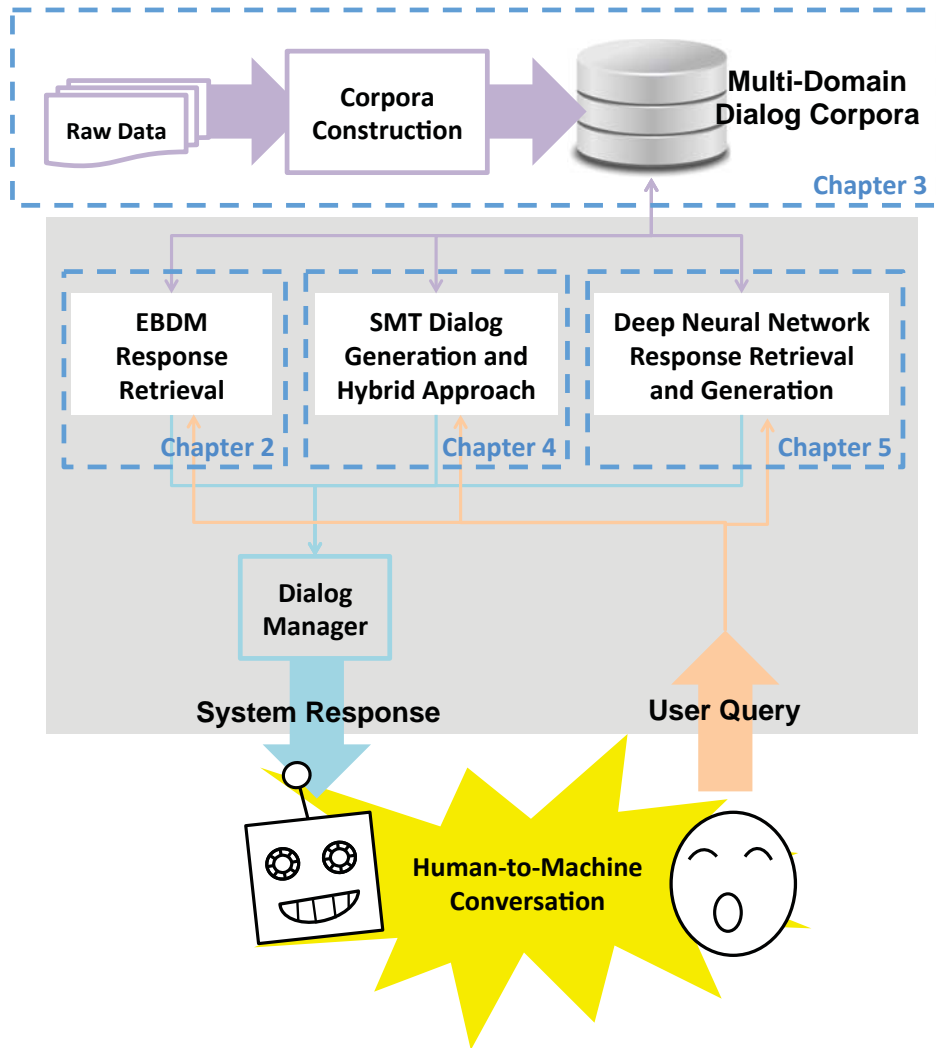 Raw Data
Corpora
Construction
Multi-Domain
Dialog Corpora
Chapter 3
EBDM
Response
Retrieval
Chapter 2
SMT Dialog
Generation and
Hybrid Approach
Chapter 4
Deep Neural Network
Response Retrieval
and Generation
Chapter 5
Dialog
Manager
System Response
User Query
Human-to-Machine
Conversation